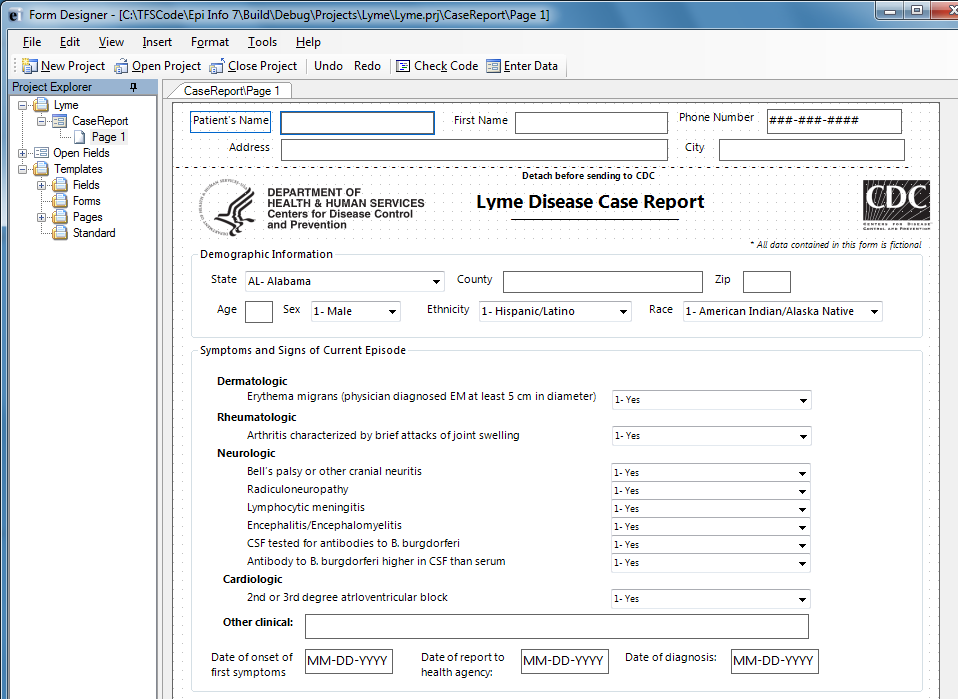 Form Designer - [C:\TFSCode\Epi Info 7\Build\Debug\Projects\Lyme\Lyme.prj\CaseReport\Page 1]
File Edit View Insert Format Tools Help
New Project Open Project Close Project Undo Redo Check Code Enter Data
Project Explorer
Lyme
CaseReport
Page 1
Open Fields
Templates
Fields
Forms
Pages
Standard
CaseReport\Page 1
Patient's Name First Name Phone Number ###-###-####
Address City
Detach before sending to CDC
DEPARTMENT OF
HEALTH & HUMAN SERVICES
Centers for Disease Control
and Prevention
Lyme Disease Case Report
CDC
CENTERS FOR DISEASE
CONTROL AND PREVENTION
* All data contained in this form is fictional
Demographic Information
State AL- Alabama County Zip
Age Sex 1- Male Ethnicity 1- Hispanic/Latino Race 1- American Indian/Alaska Native
Symptoms and Signs of Current Episode
Dermatologic
Erythema migrans (physician diagnosed EM at least 5 cm in diameter) 1- Yes
Rheumatologic
Arthritis characterized by brief attacks of joint swelling 1- Yes
Neurologic
Bell's palsy or other cranial neuritis 1- Yes
Radiculoneuropathy 1- Yes
Lymphocytic meningitis 1- Yes
Encephalitis/Encephalomyelitis 1- Yes
CSF tested for antibodies to B. burgdorferi 1- Yes
Antibody to B. burgdorferi higher in CSF than serum 1- Yes
Cardiologic
2nd or 3rd degree atrloventricular block 1- Yes
Other clinical:
Date of onset of first symptoms MM-DD-YYYY Date of report to health agency: MM-DD-YYYY Date of diagnosis: MM-DD-YYYY